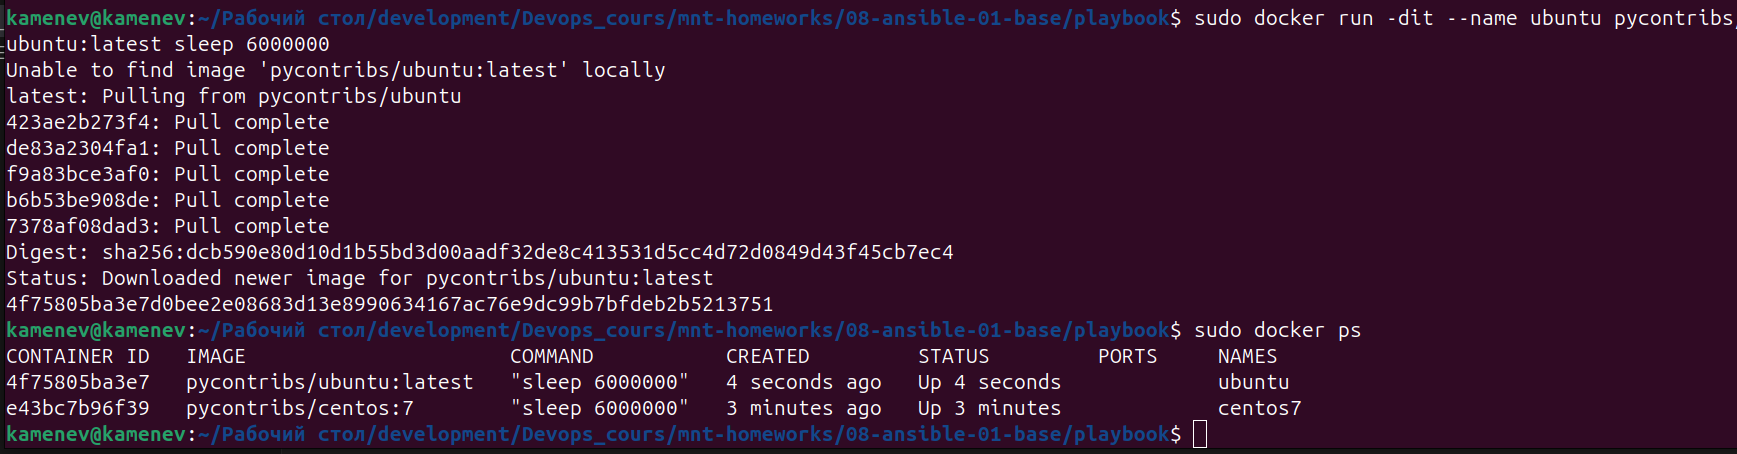 kamenev@kamenev:~/Рабочий стол/development/Devops_cours/mnt-homeworks/08-ansible-01-base/playbook$ sudo docker run -dit --name ubuntu pycontribs/
ubuntu:latest sleep 6000000
Unable to find image 'pycontribs/ubuntu:latest' locally
latest: Pulling from pycontribs/ubuntu
423ae2b273f4: Pull complete
de83a2304fa1: Pull complete
f9a83bce3af0: Pull complete
b6b53be908de: Pull complete
7378af08dad3: Pull complete
Digest: sha256:dcb590e80d10d1b55bd3d00aadf32de8c413531d5cc4d72d0849d43f45cb7ec4
Status: Downloaded newer image for pycontribs/ubuntu:latest
4f75805ba3e7d0bee2e08683d13e8990634167ac76e9dc99b7bfdeb2b5213751
kamenev@kamenev:~/Рабочий стол/development/Devops_cours/mnt-homeworks/08-ansible-01-base/playbook$ sudo docker ps
CONTAINER ID   IMAGE                      COMMAND           CREATED         STATUS         PORTS     NAMES
4f75805ba3e7   pycontribs/ubuntu:latest   "sleep 6000000"   4 seconds ago   Up 4 seconds             ubuntu
e43bc7b96f39   pycontribs/centos:7        "sleep 6000000"   3 minutes ago   Up 3 minutes             centos7
kamenev@kamenev:~/Рабочий стол/development/Devops_cours/mnt-homeworks/08-ansible-01-base/playbook$